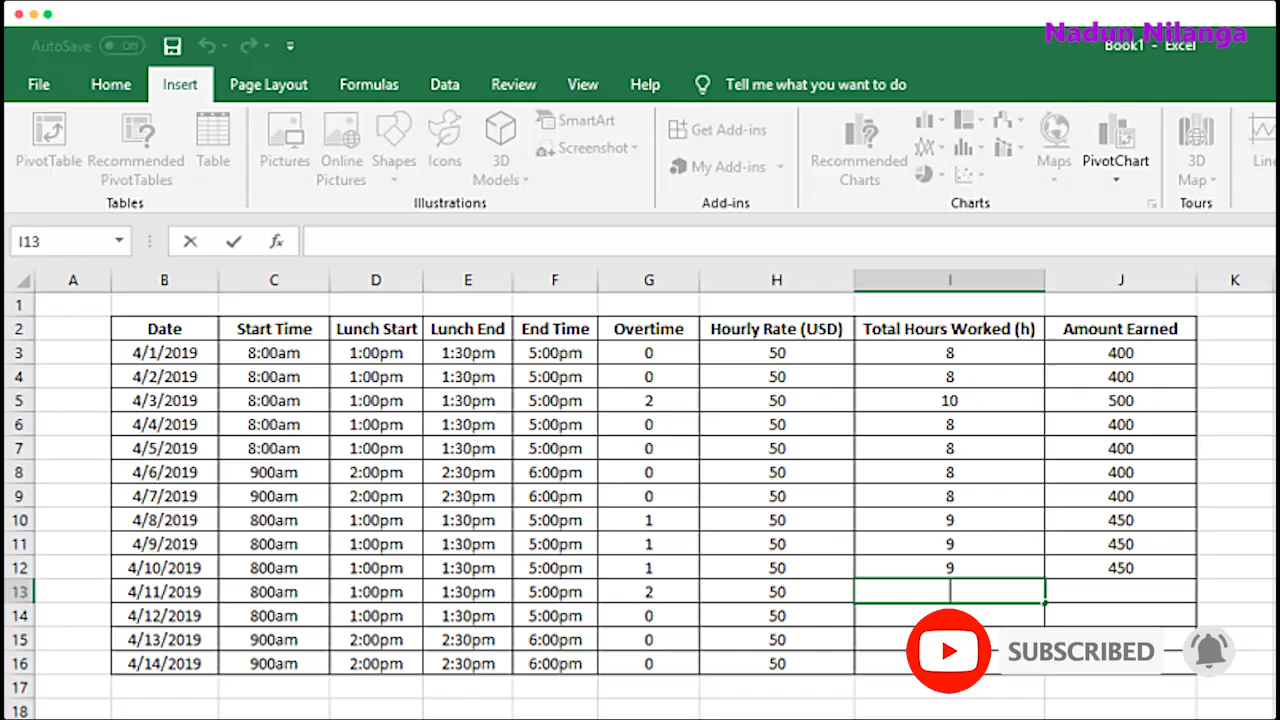 Nadun Nilanga
AutoSave Off Book1 - Excel
File Home Insert Page Layout Formulas Data Review View Help Tell me what you want to do
PivotTable Recommended PivotTables Table Pictures Online Pictures Shapes Icons 3D Models SmartArt Screenshot Get Add-ins My Add-ins Recommended Charts Maps PivotChart 3D Map Line
Tables Illustrations Add-ins Charts Tours
I13 fx
A B C D E F G H I J K
1
2 Date Start Time Lunch Start Lunch End End Time Overtime Hourly Rate (USD) Total Hours Worked (h) Amount Earned
3 4/1/2019 8:00am 1:00pm 1:30pm 5:00pm 0 50 8 400
4 4/2/2019 8:00am 1:00pm 1:30pm 5:00pm 0 50 8 400
5 4/3/2019 8:00am 1:00pm 1:30pm 5:00pm 2 50 10 500
6 4/4/2019 8:00am 1:00pm 1:30pm 5:00pm 0 50 8 400
7 4/5/2019 8:00am 1:00pm 1:30pm 5:00pm 0 50 8 400
8 4/6/2019 900am 2:00pm 2:30pm 6:00pm 0 50 8 400
9 4/7/2019 900am 2:00pm 2:30pm 6:00pm 0 50 8 400
10 4/8/2019 800am 1:00pm 1:30pm 5:00pm 1 50 9 450
11 4/9/2019 800am 1:00pm 1:30pm 5:00pm 1 50 9 450
12 4/10/2019 800am 1:00pm 1:30pm 5:00pm 1 50 9 450
13 4/11/2019 800am 1:00pm 1:30pm 5:00pm 2 50
14 4/12/2019 800am 1:00pm 1:30pm 5:00pm 0 50
15 4/13/2019 900am 2:00pm 2:30pm 6:00pm 0 50
16 4/14/2019 900am 2:00pm 2:30pm 6:00pm 0 50
SUBSCRIBED
17
18